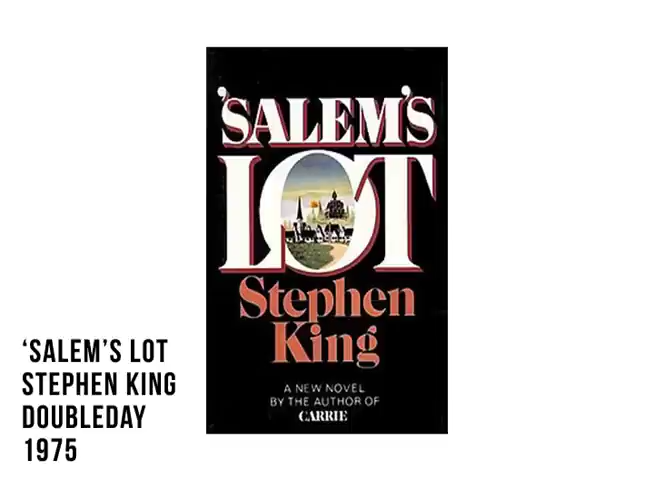 'SALEM'S
LOT
Stephen
King
A NEW NOVEL
BY THE AUTHOR OF
CARRIE
‘SALEM’S LOT
STEPHEN KING
DOUBLEDAY
1975